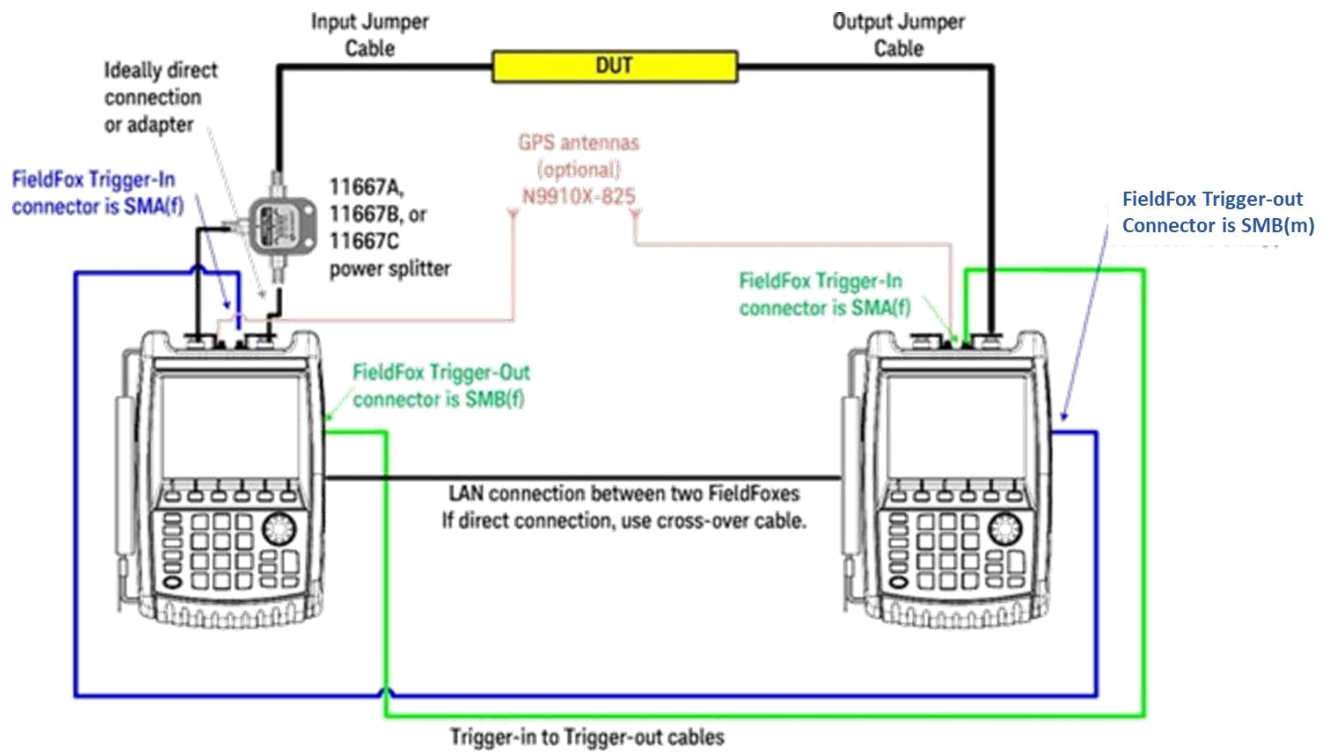 Input Jumper
Cable
Output Jumper
Cable
DUT
Ideally direct
connection
or adapter
GPS antennas
(optional)
N9910X-825
FieldFox Trigger-In
connector is SMA(f)
11667A,
11667B, or
11667C
power splitter
FieldFox Trigger-out
Connector is SMB(m)
FieldFox Trigger-In
connector is SMA(f)
FieldFox Trigger-Out
connector is SMB(f)
LAN connection between two FieldFoxes
If direct connection, use cross-over cable.
Trigger-in to Trigger-out cables